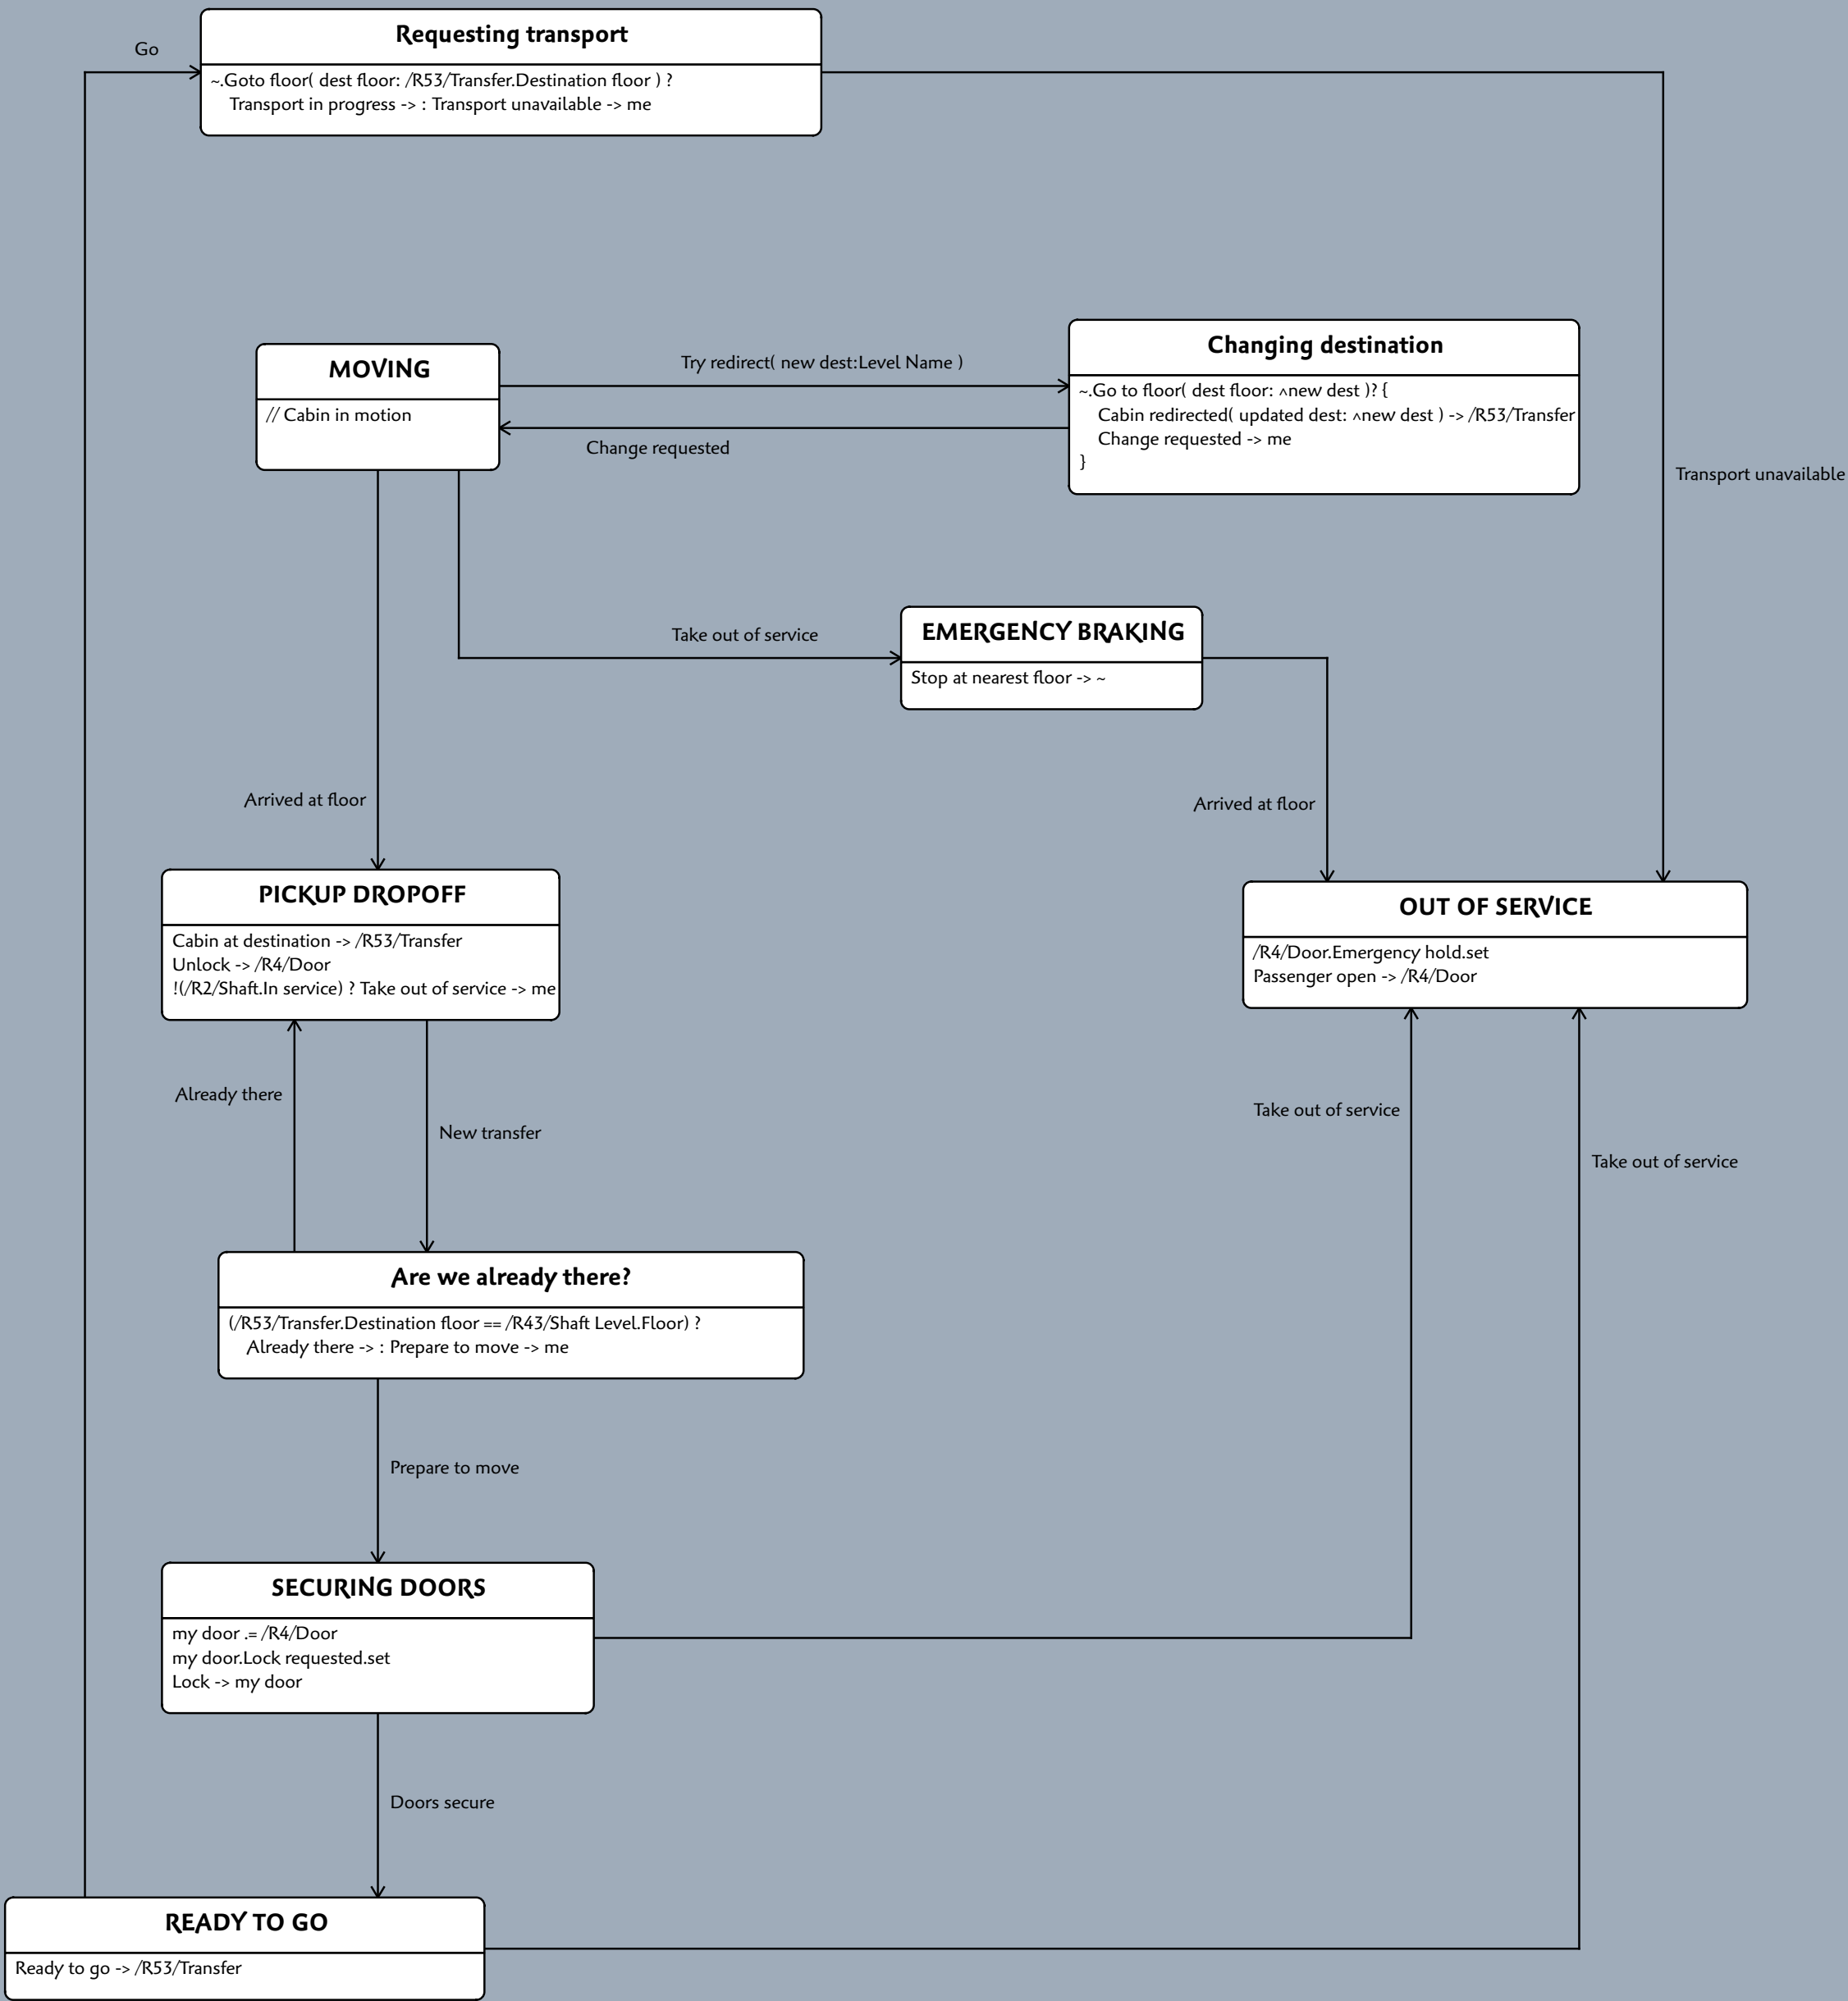 Go
Requesting transport
~.Goto floor( dest floor: /R53/Transfer.Destination floor ) ?
Transport in progress -> : Transport unavailable -> me
MOVING
// Cabin in motion
Try redirect( new dest:Level Name )
Change requested
Changing destination
~.Go to floor( dest floor: ^new dest )? {
Cabin redirected( updated dest: ^new dest ) -> /R53/Transfer
Change requested -> me
}
Transport unavailable
Take out of service
EMERGENCY BRAKING
Stop at nearest floor -> ~
Arrived at floor
Arrived at floor
PICKUP DROPOFF
Cabin at destination -> /R53/Transfer
Unlock -> /R4/Door
!(/R2/Shaft.In service) ? Take out of service -> me
OUT OF SERVICE
/R4/Door.Emergency hold.set
Passenger open -> /R4/Door
Already there
New transfer
Take out of service
Take out of service
Are we already there?
(/R53/Transfer.Destination floor == /R43/Shaft Level.Floor) ?
Already there -> : Prepare to move -> me
Prepare to move
SECURING DOORS
my door .= /R4/Door
my door.Lock requested.set
Lock -> my door
Doors secure
READY TO GO
Ready to go -> /R53/Transfer